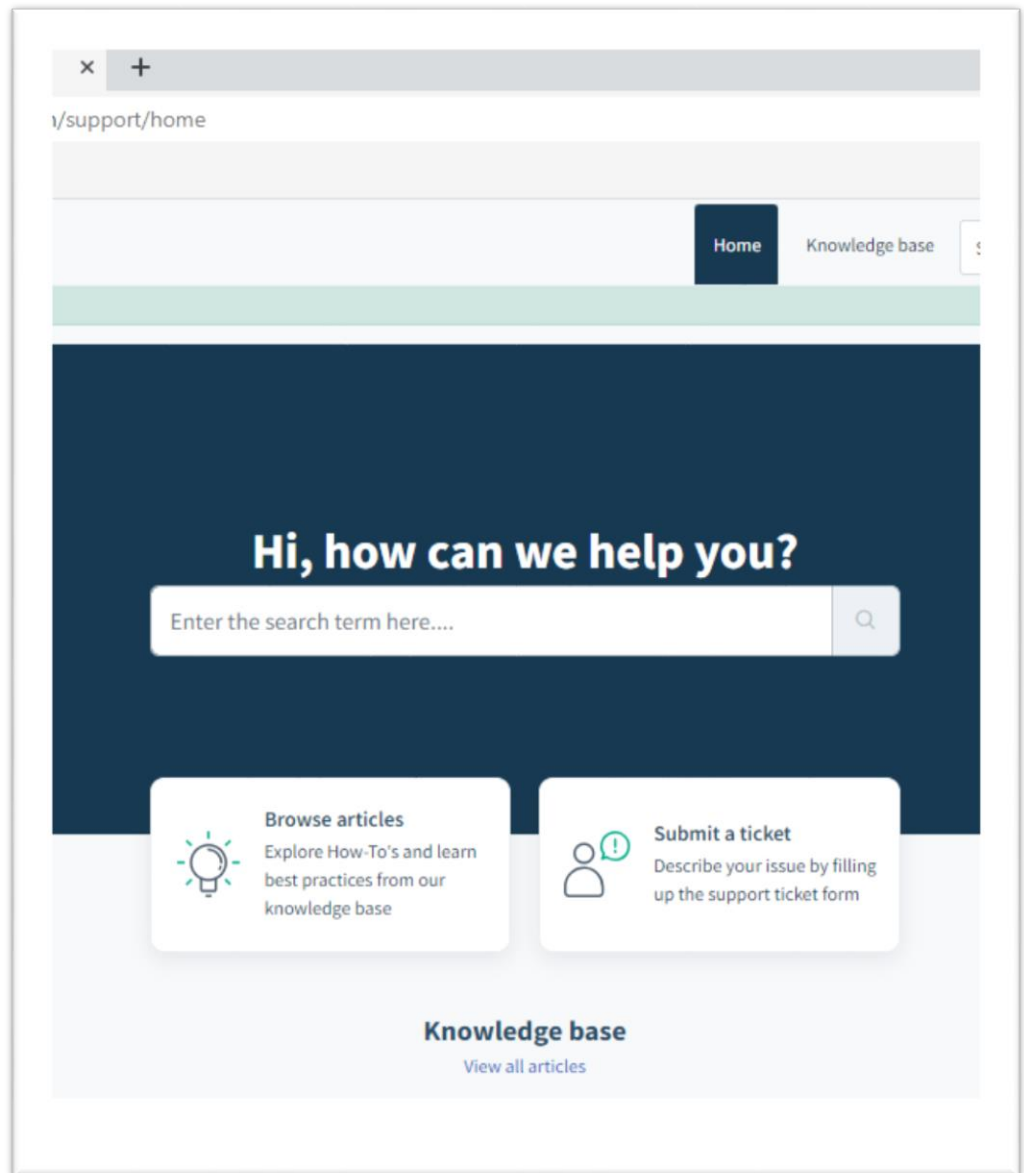 /support/home
Home
Knowledge base
Hi, how can we help you?
Enter the search term here....
Browse articles
Explore How-To's and learn
best practices from our
knowledge base
Submit a ticket
Describe your issue by filling
up the support ticket form
Knowledge base
View all articles